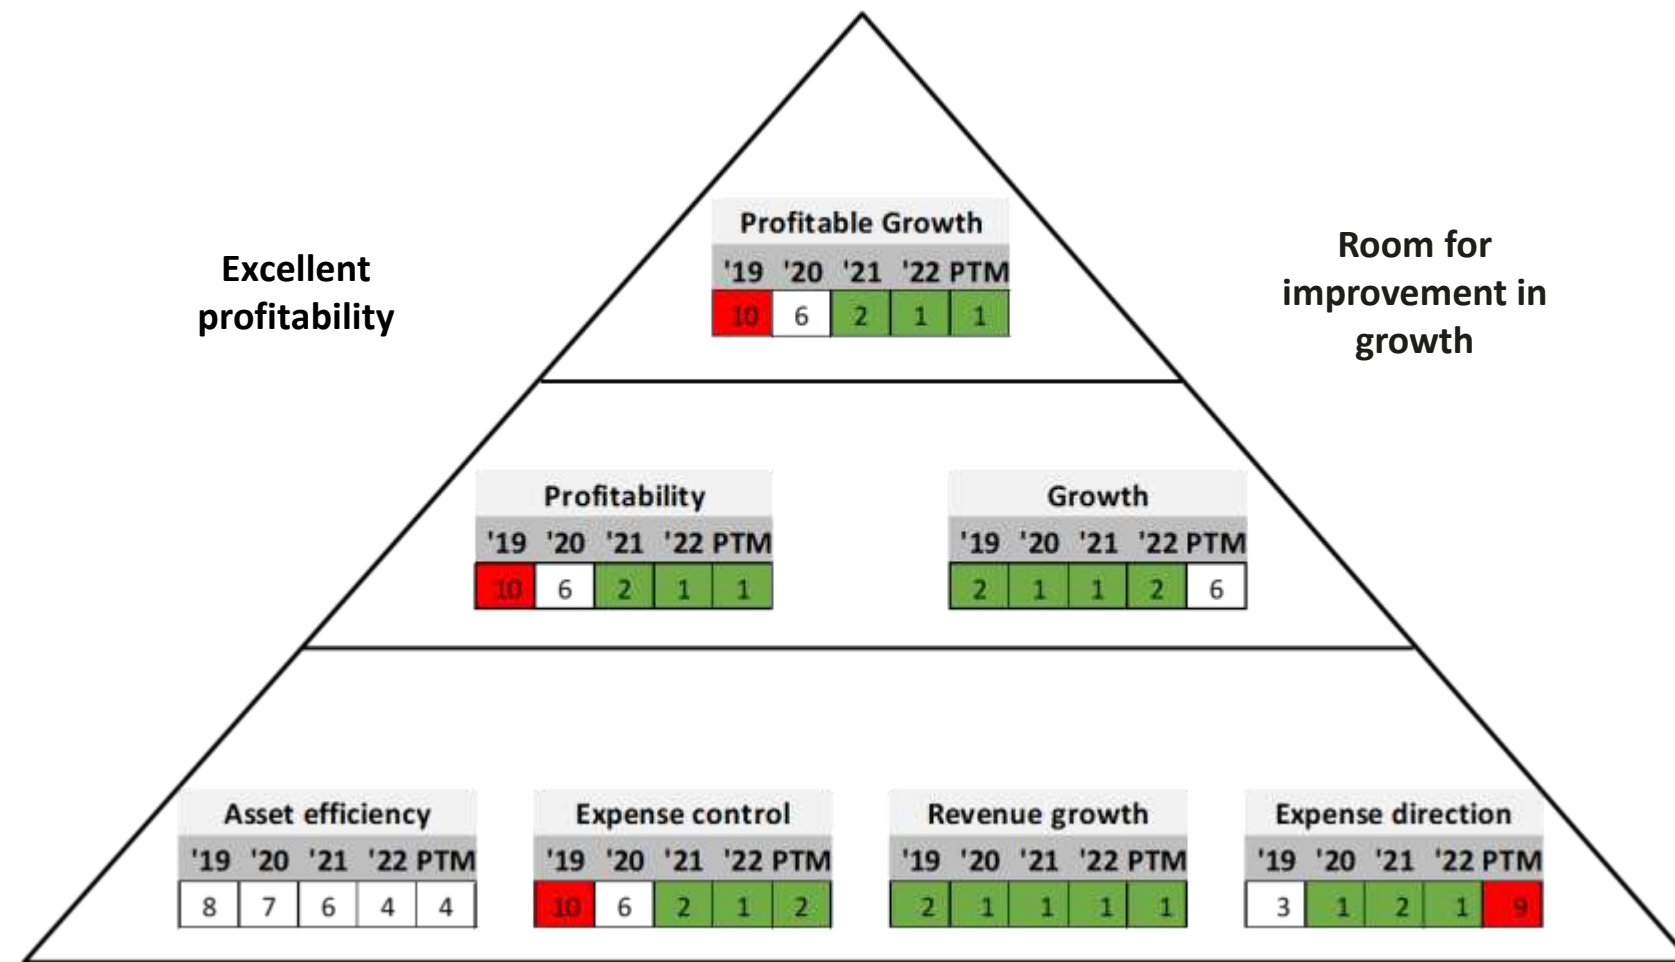 Profitable Growth
'19 '20 '21 '22 PTM
10 6 2 1 1
Excellent
profitability
Room for
improvement in
growth
Profitability
'19 '20 '21 '22 PTM
10 6 2 1 1
Growth
'19 '20 '21 '22 PTM
2 1 1 2 6
Asset efficiency
'19 '20 '21 '22 PTM
8 7 6 4 4
Expense control
'19 '20 '21 '22 PTM
10 6 2 1 2
Revenue growth
'19 '20 '21 '22 PTM
2 1 1 1 1
Expense direction
'19 '20 '21 '22 PTM
3 1 2 1 9